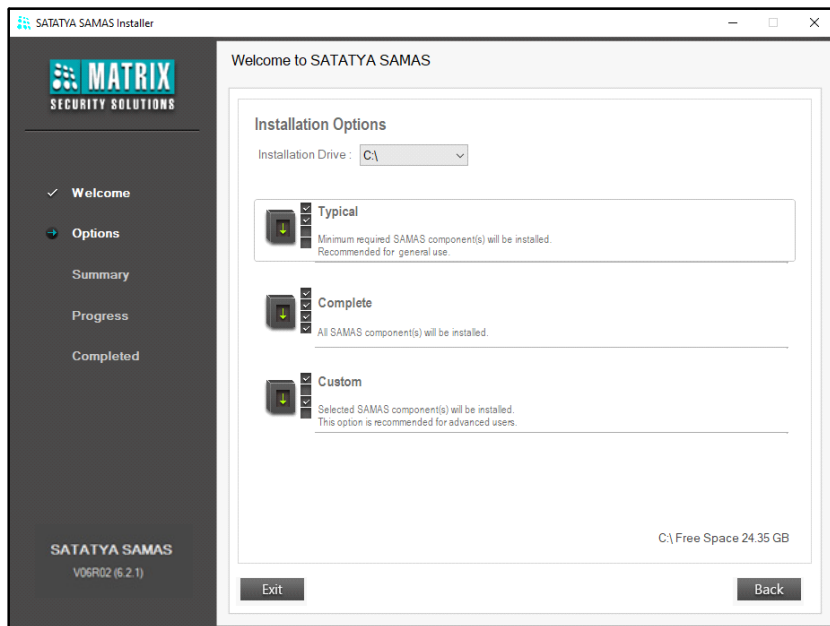 SATATYA SAMAS Installer
MATRIX
SECURITY SOLUTIONS
Welcome
Options
Summary
Progress
Completed
SATATYA SAMAS
V06R02 (6.2.1)
Welcome to SATATYA SAMAS
Installation Options
Installation Drive : C:\
Typical
Minimum required SAMAS component(s) will be installed.
Recommended for general use.
Complete
All SAMAS component(s) will be installed.
Custom
Selected SAMAS component(s) will be installed.
This option is recommended for advanced users.
C:\ Free Space 24.35 GB
Exit
Back